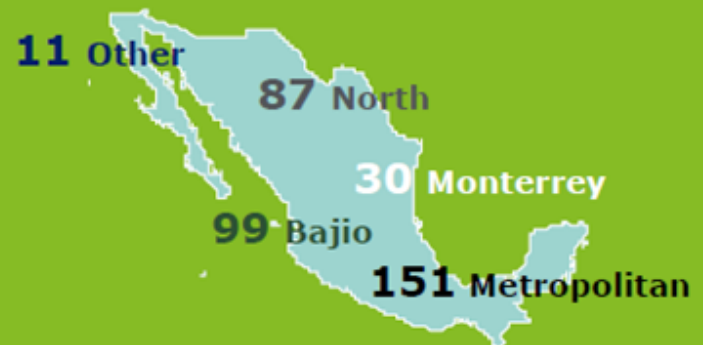 11 Other
87 North
30 Monterrey
99 Bajio
151 Metropolitan